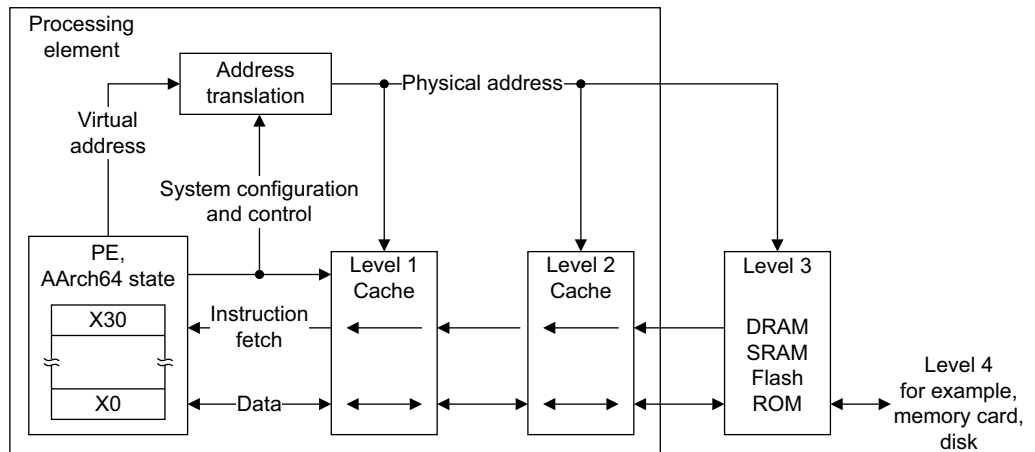 Processing
element
Address
translation
Physical address
Virtual
address
System configuration
and control
PE,
AArch64 state
X30
X0
Instruction
fetch
Data
Level 1
Cache
Level 2
Cache
Level 3
DRAM
SRAM
Flash
ROM
Level 4
for example,
memory card,
disk